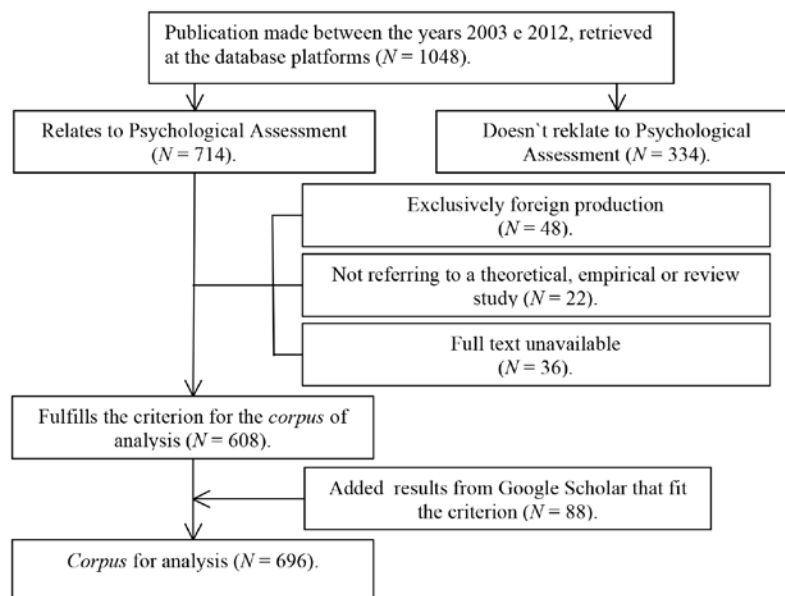 Publication made between the years 2003 e 2012, retrieved
at the database platforms (N = 1048).
Relates to Psychological Assessment
(N = 714).
Doesn`t reklate to Psychological
Assessment (N = 334).
Exclusively foreign production
(N = 48).
Not referring to a theoretical, empirical or review
study (N = 22).
Full text unavailable
(N = 36).
Fulfills the criterion for the corpus of
analysis (N = 608).
Added results from Google Scholar that fit
the criterion (N = 88).
Corpus for analysis (N = 696).